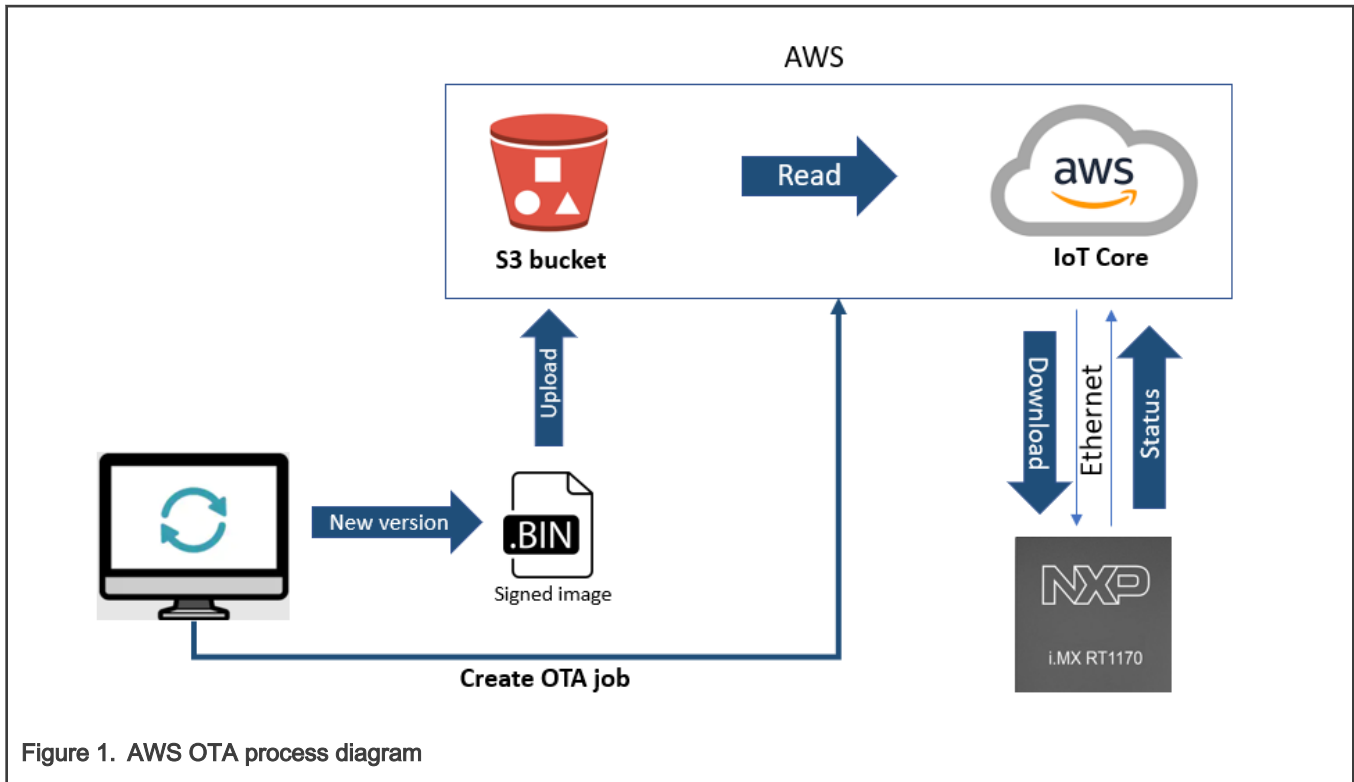 AWS
Read
aws
S3 bucket
IoT Core
Upload
Download
Ethernet
Status
New version
.BIN
Signed image
NXP
i.MX RT1170
Create OTA job
Figure 1. AWS OTA process diagram